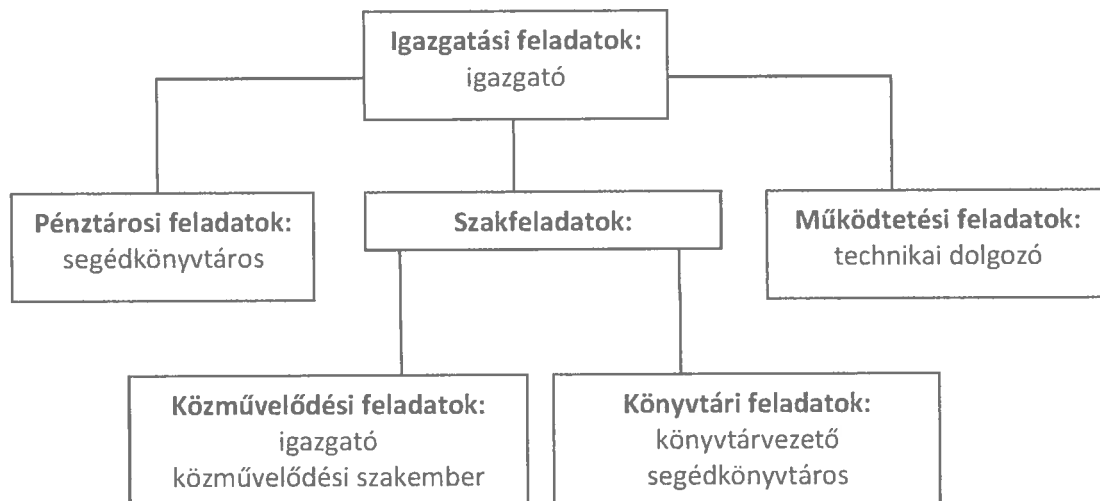 Igazgatási feladatok:
igazgató
Pénztárosi feladatok:
segédkönyvtáros
Szakfeladatok:
Működtetési feladatok:
technikai dolgozó
Közművelődési feladatok:
igazgató
közművelődési szakember
Könyvtári feladatok:
könyvtárvezető
segédkönyvtáros